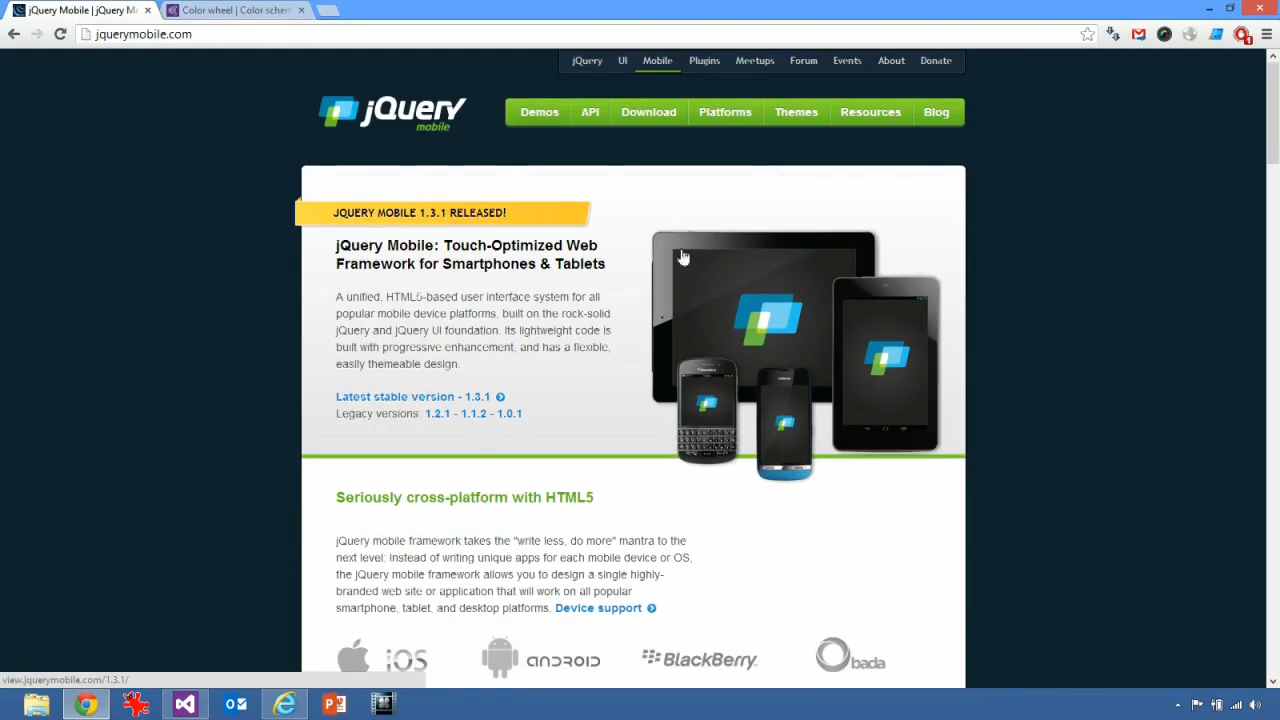 jQuery Mobile | jQuery Mo
Color wheel | Color schem
jquerymobile.com
1
jQuery UI Mobile Plugins Meetups Forum Events About Donate
jQuery
mobile
Demos API Download Platforms Themes Resources Blog
JQUERY MOBILE 1.3.1 RELEASED!
jQuery Mobile: Touch-Optimized Web
Framework for Smartphones & Tablets
A unified, HTML5-based user interface system for all
popular mobile device platforms, built on the rock-solid
jQuery and jQuery UI foundation. Its lightweight code is
built with progressive enhancement, and has a flexible,
easily themeable design.
Latest stable version - 1.3.1
Legacy versions: 1.2.1 - 1.1.2 - 1.0.1
BlackBerry
NOKIA
Seriously cross-platform with HTML5
jQuery mobile framework takes the "write less, do more" mantra to the
next level: Instead of writing unique apps for each mobile device or OS,
the jQuery mobile framework allows you to design a single highly-
branded web site or application that will work on all popular
smartphone, tablet, and desktop platforms. Device support
iOS ANDROID BlackBerry bada
view.jquerymobile.com/1.3.1/